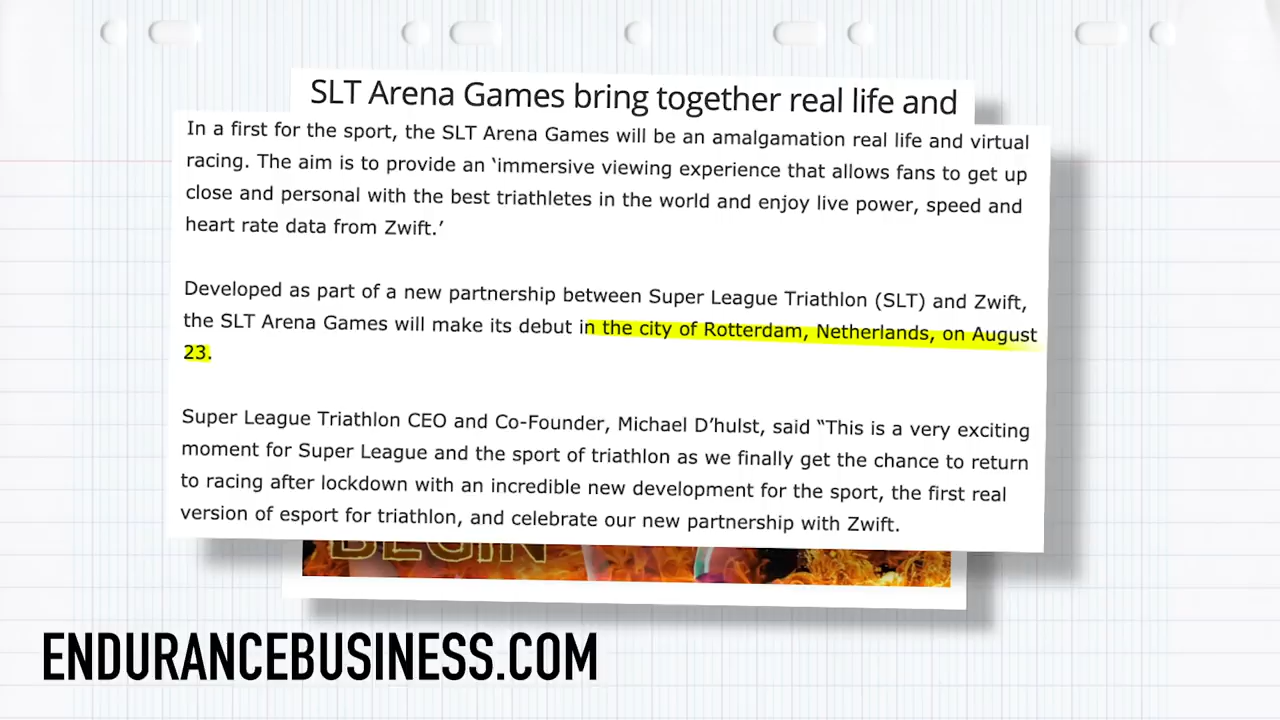 SLT Arena Games bring together real life and
In a first for the sport, the SLT Arena Games will be an amalgamation real life and virtual
racing. The aim is to provide an ‘immersive viewing experience that allows fans to get up
close and personal with the best triathletes in the world and enjoy live power, speed and
heart rate data from Zwift.’
Developed as part of a new partnership between Super League Triathlon (SLT) and Zwift,
the SLT Arena Games will make its debut in the city of Rotterdam, Netherlands, on August
23.
Super League Triathlon CEO and Co-Founder, Michael D’hulst, said “This is a very exciting
moment for Super League and the sport of triathlon as we finally get the chance to return
to racing after lockdown with an incredible new development for the sport, the first real
version of esport for triathlon, and celebrate our new partnership with Zwift.
BEGIN
ENDURANCEBUSINESS.COM